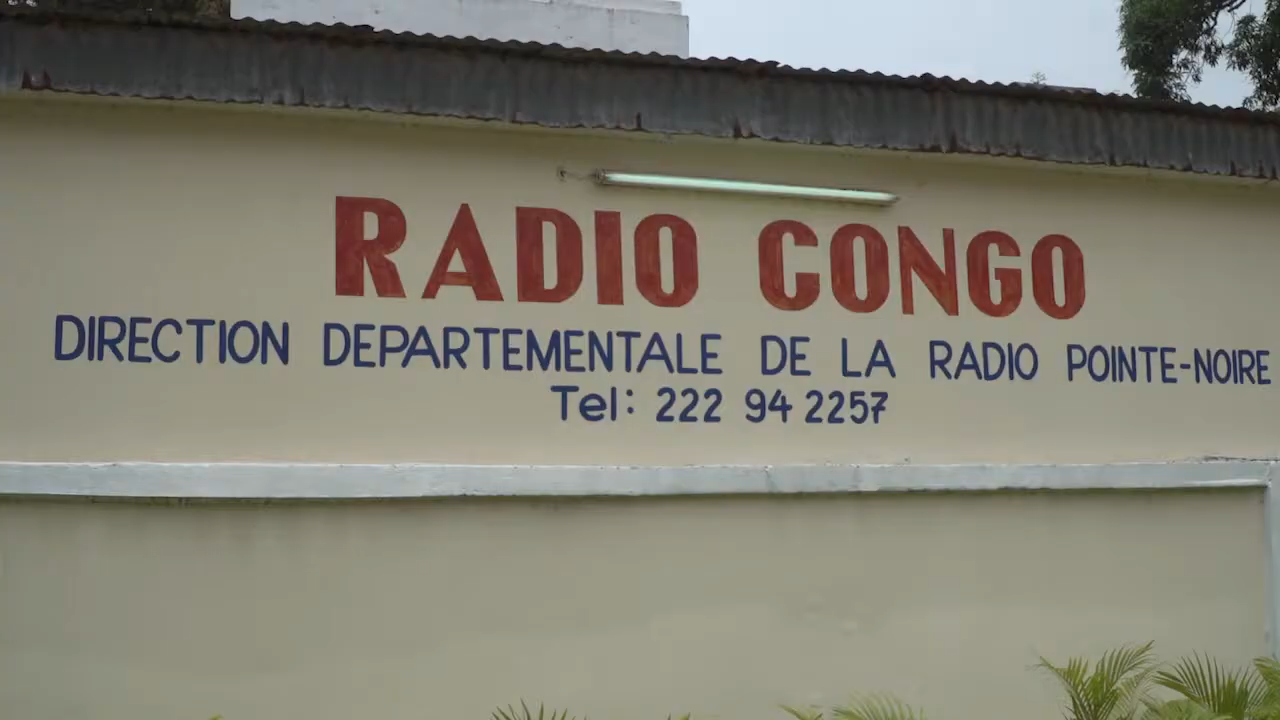 RADIO CONGO
DIRECTION DEPARTEMENTALE DE LA RADIO POINTE-NOIRE
Tel: 222 94 2257